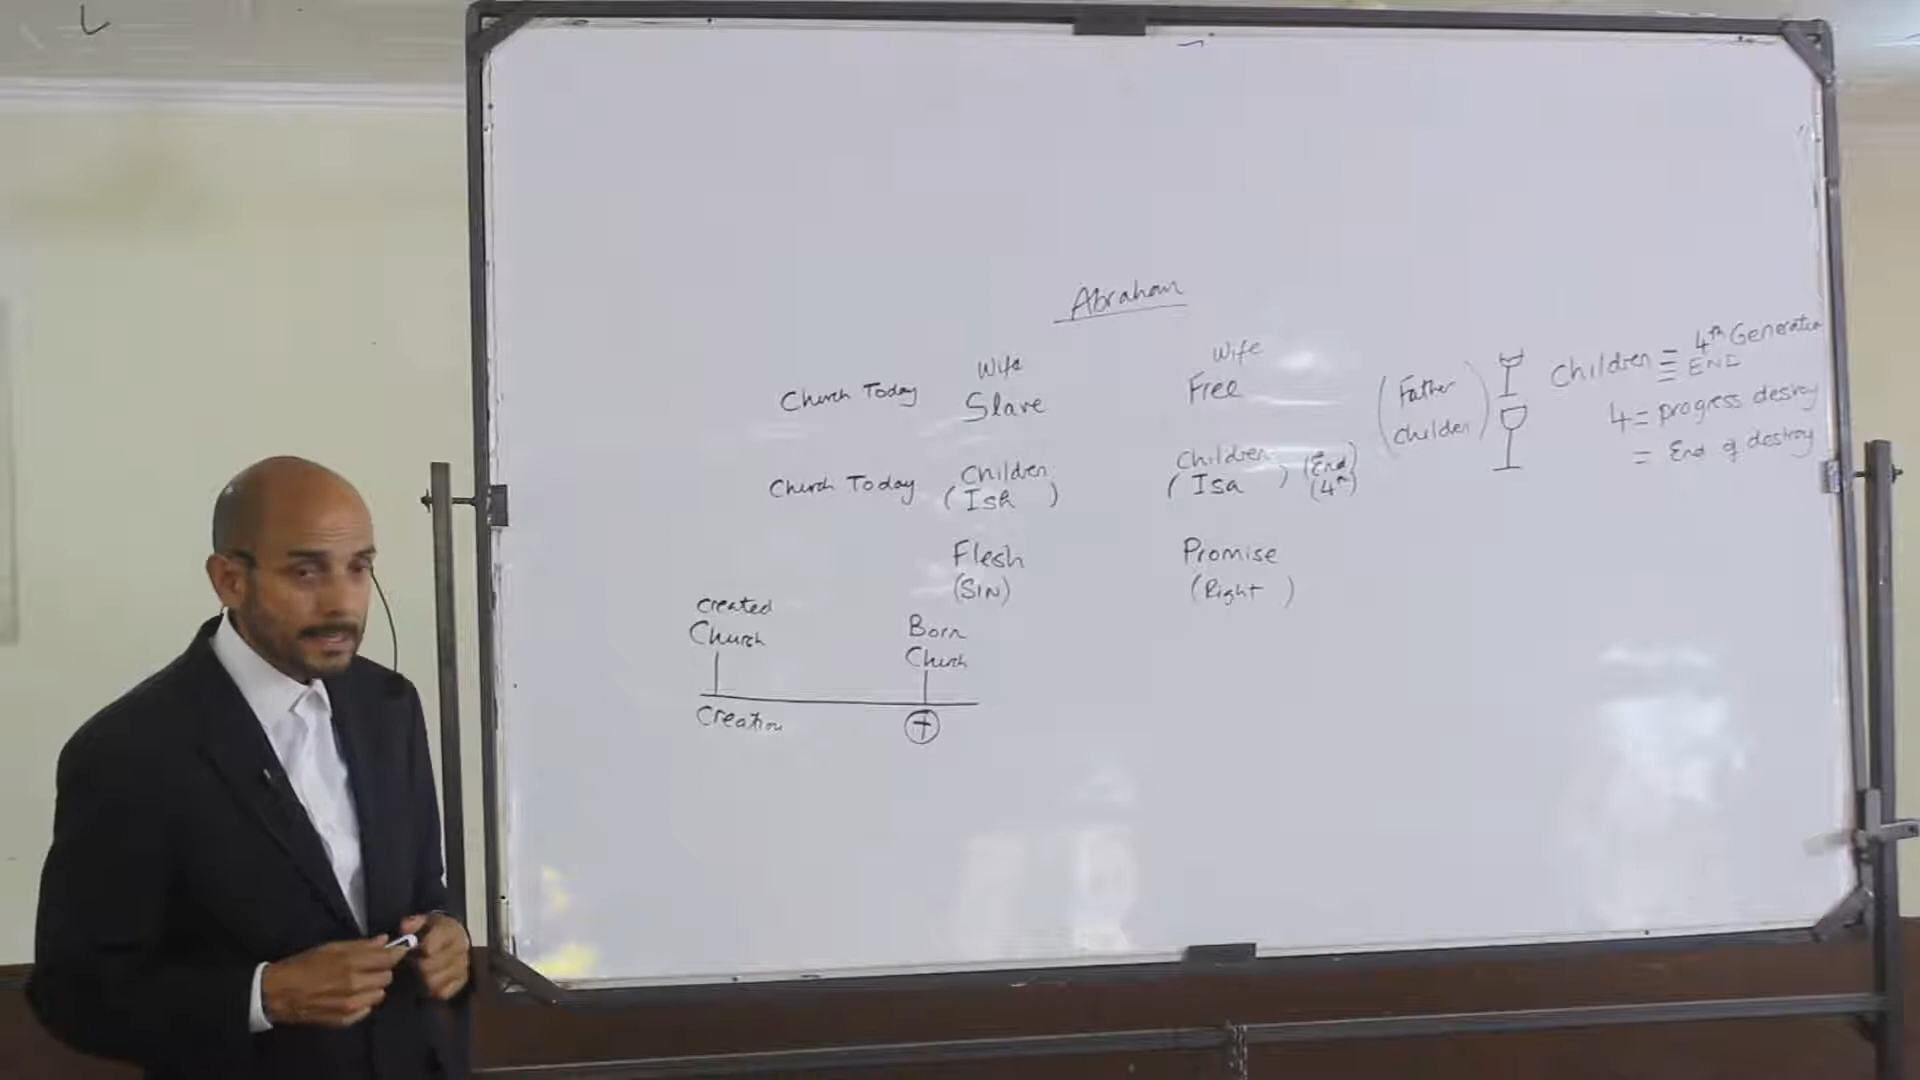 Abraham
Wife
Wife
Church Today
Slave
Free
(Father
Childen)
Children = 4th Generation
= END
4 = progress destroy
= End of destroy
Church Today
Children
(Ish )
Children
(Isa )
(End)
(4th)
Flesh
(SIN)
Promise
(Right )
Created
Church
Born
Church
Creation